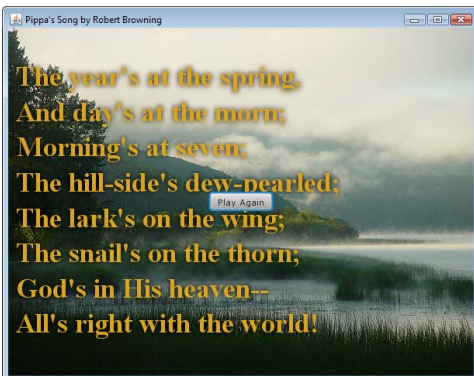 Pippa's Song by Robert Browning
The year's at the spring,
And day's at the morn;
Morning's at seven;
The hill-side's dew-pearled;
Play Again
The lark's on the wing;
The snail's on the thorn;
God's in His heaven--
All's right with the world!